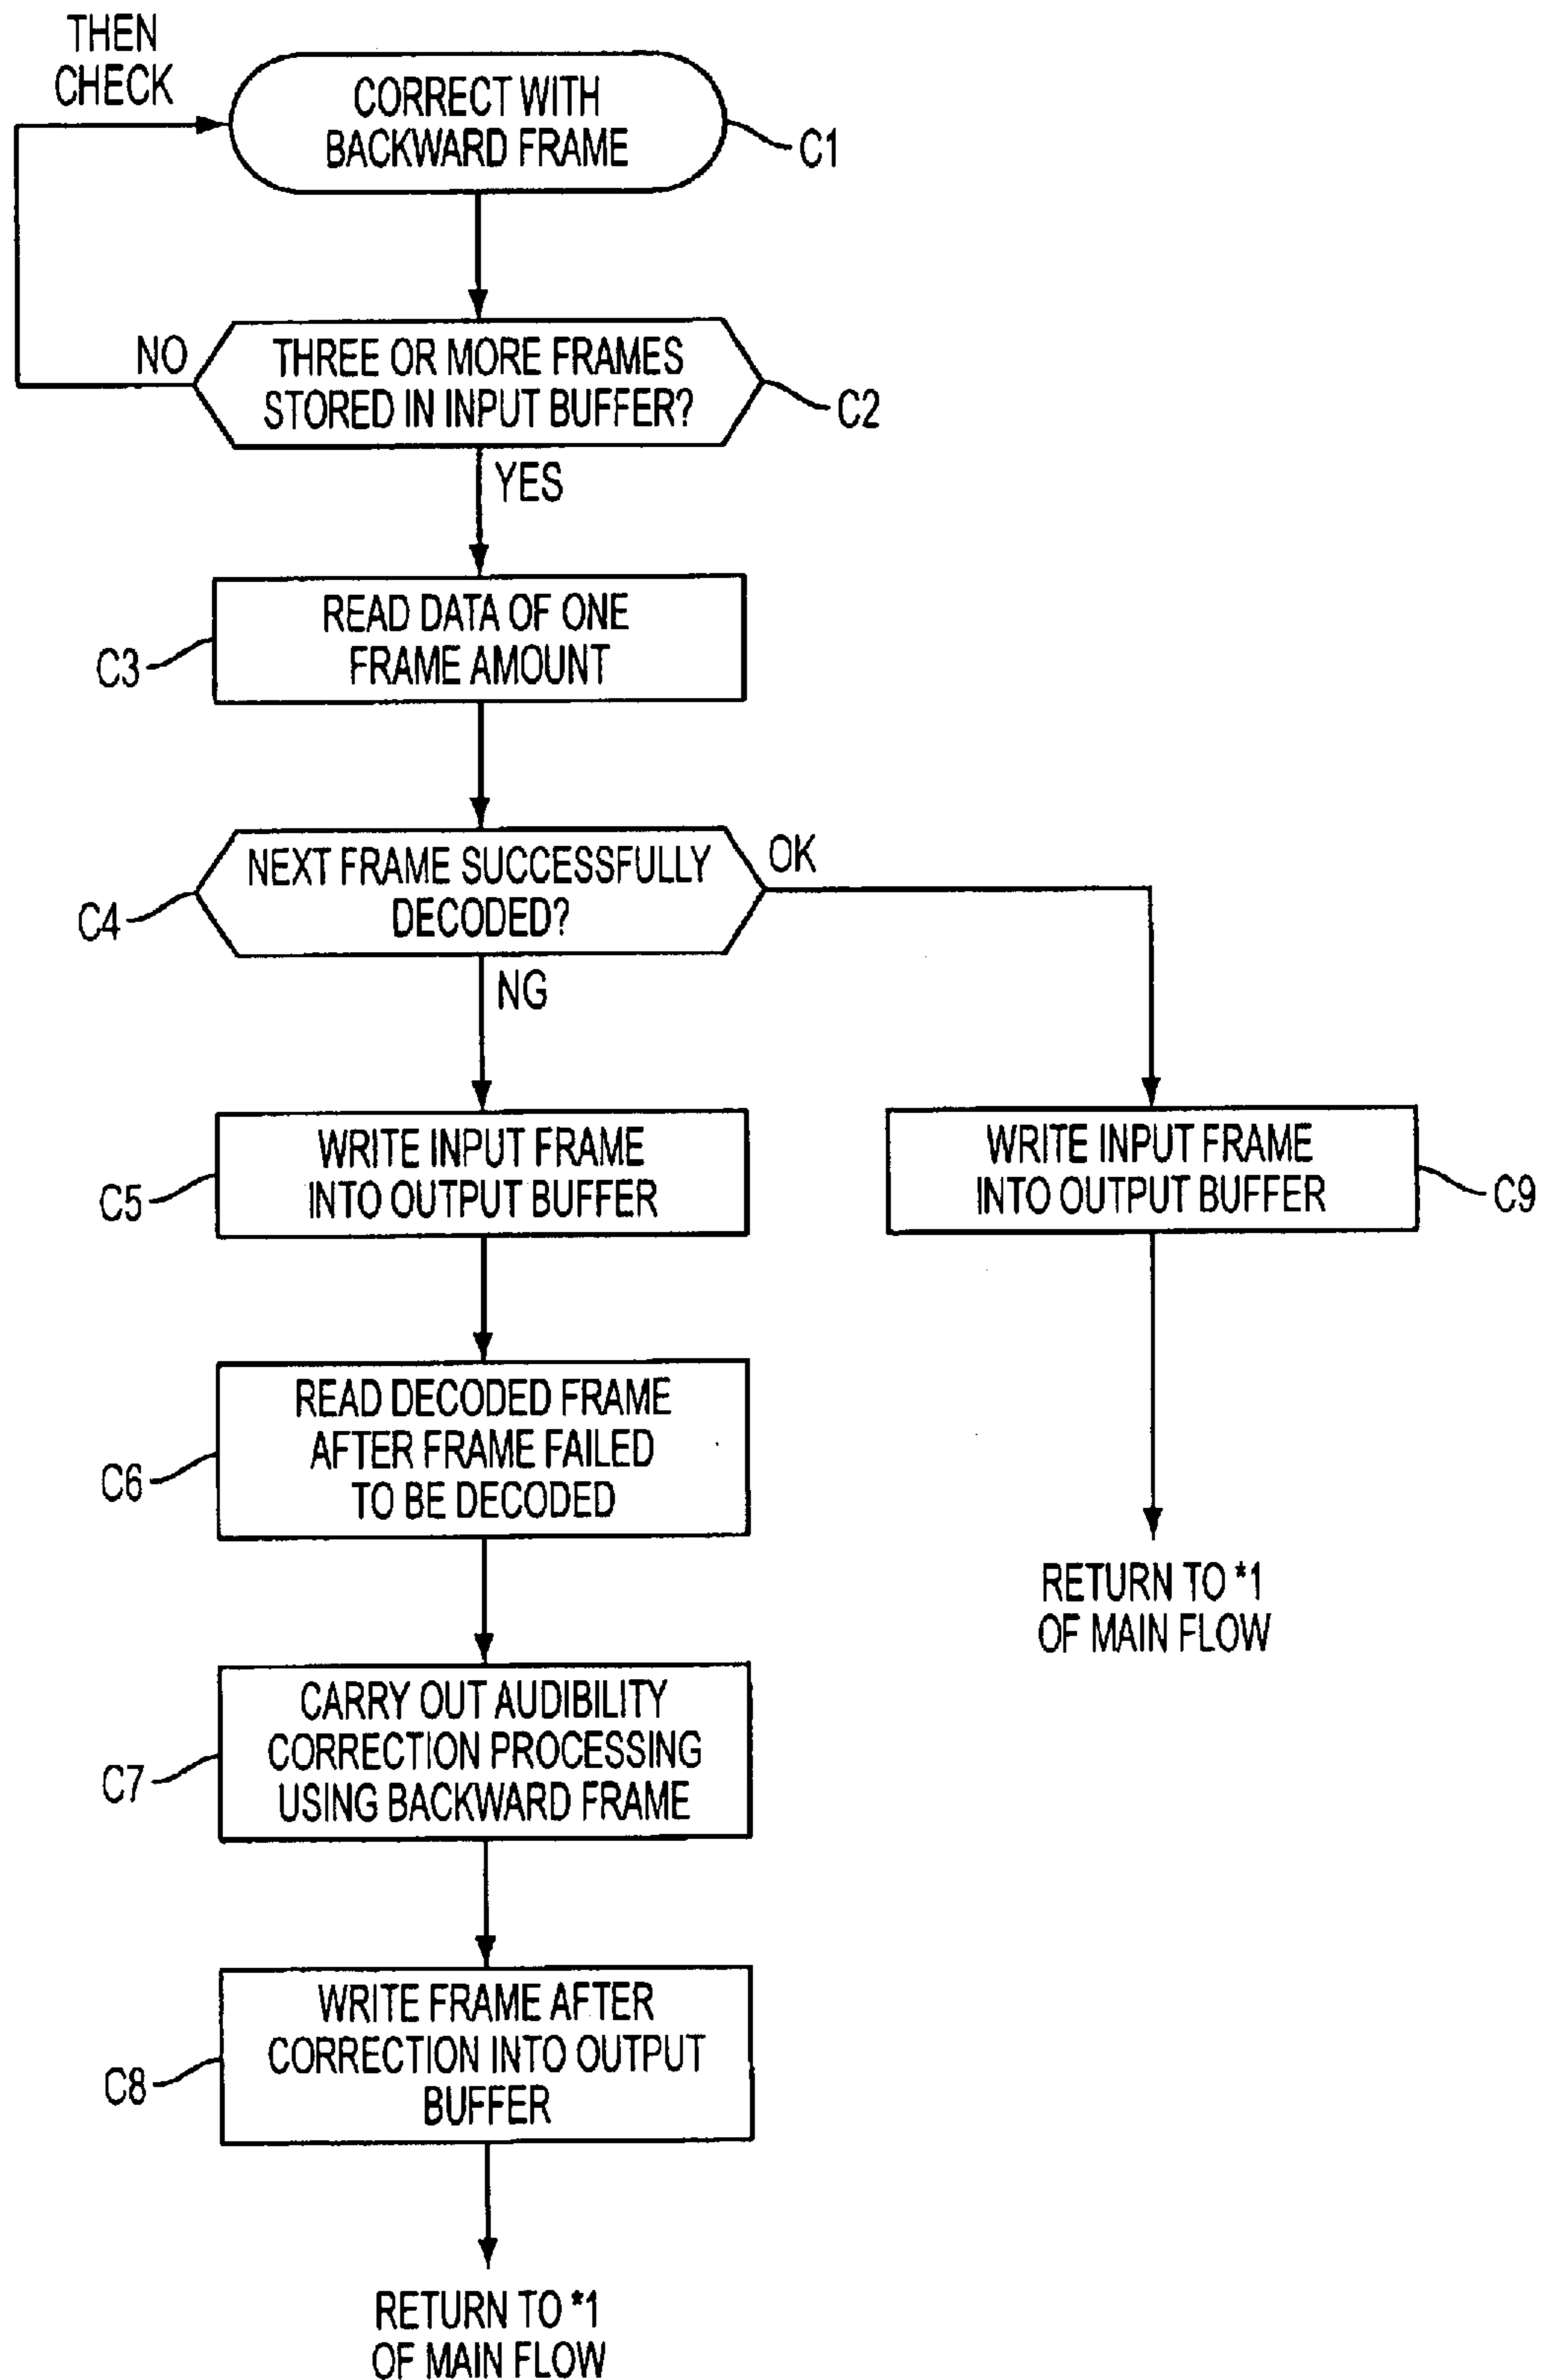 THEN
CHECK
CORRECT WITH
BACKWARD FRAME
C1
NO
THREE OR MORE FRAMES
STORED IN INPUT BUFFER?
C2
YES
READ DATA OF ONE
FRAME AMOUNT
C3
NEXT FRAME SUCCESSFULLY
DECODED?
OK
C4
NG
WRITE INPUT FRAME
INTO OUTPUT BUFFER
C5
WRITE INPUT FRAME
INTO OUTPUT BUFFER
C9
READ DECODED FRAME
AFTER FRAME FAILED
TO BE DECODED
C6
RETURN TO *1
OF MAIN FLOW
CARRY OUT AUDIBILITY
CORRECTION PROCESSING
USING BACKWARD FRAME
C7
WRITE FRAME AFTER
CORRECTION INTO OUTPUT
BUFFER
C8
RETURN TO *1
OF MAIN FLOW